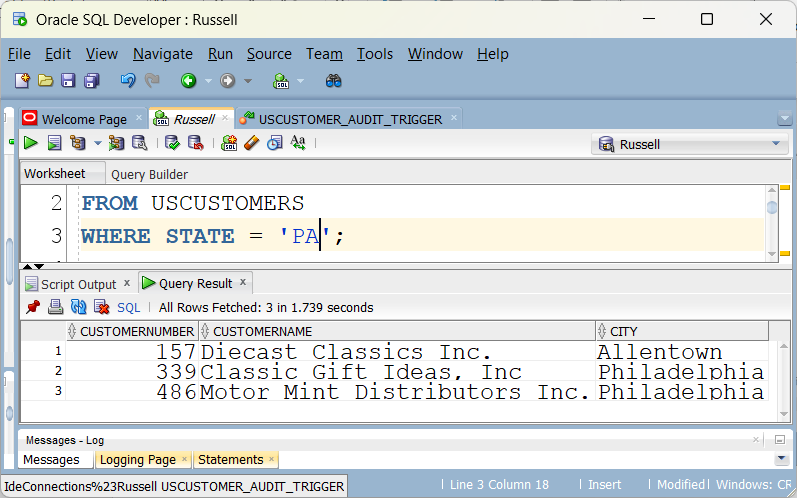 Oracle SQL Developer : Russell
File Edit View Navigate Run Source Team Tools Window Help
Welcome Page Russell USCUSTOMER_AUDIT_TRIGGER
SQL SQL Aa Russell
Worksheet Query Builder
2 FROM USCUSTOMERS
3 WHERE STATE = 'PA';
Script Output x Query Result x
SQL | All Rows Fetched: 3 in 1.739 seconds
CUSTOMERNUMBER CUSTOMERNAME CITY
1 157 Diecast Classics Inc. Allentown
2 339 Classic Gift Ideas, Inc Philadelphia
3 486 Motor Mint Distributors Inc. Philadelphia
Messages - Log
Messages Logging Page Statements
IdeConnections%23Russell USCUSTOMER_AUDIT_TRIGGER | Line 3 Column 18 | Insert | Modified | Windows: CR